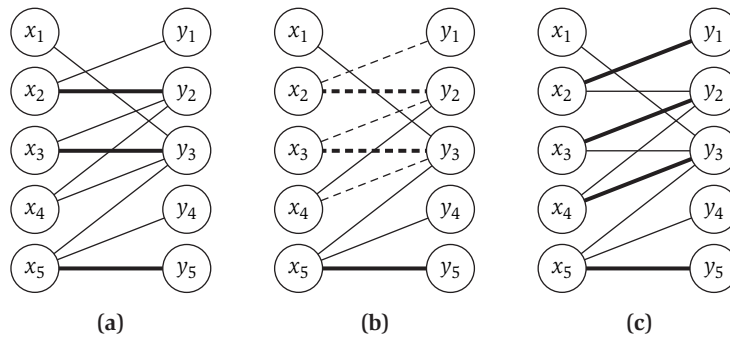 x₁ y₁ x₁ y₁ x₁ y₁
x₂ y₂ x₂ y₂ x₂ y₂
x₃ y₃ x₃ y₃ x₃ y₃
x₄ y₄ x₄ y₄ x₄ y₄
x₅ y₅ x₅ y₅ x₅ y₅
(a) (b) (c)